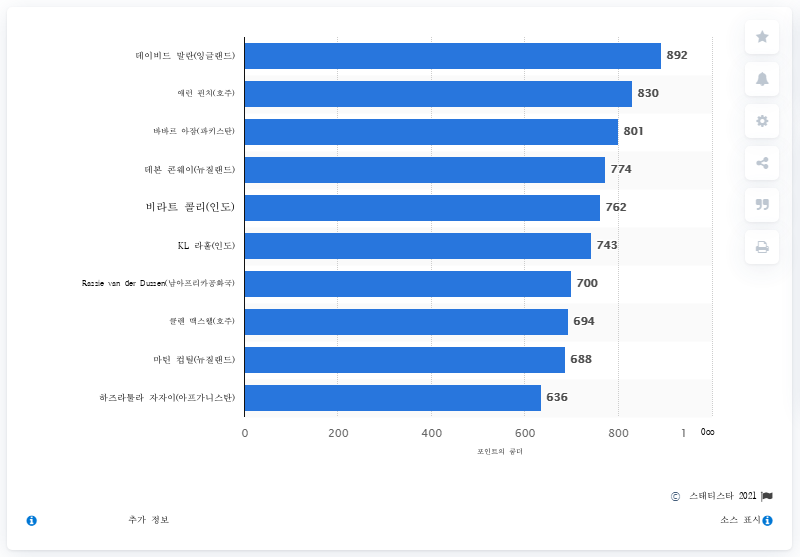 데이비드 말란(잉글랜드) 892
애런 핀치(호주) 830
바바르 아잠(파키스탄) 801
데본 콘웨이(뉴질랜드) 774
비라트 콜리(인도) 762
KL 라훌(인도) 743
Rassie van der Dussen(남아프리카공화국) 700
글렌 맥스웰(호주) 694
마틴 컵틸(뉴질랜드) 688
하즈라툴라 자자이(아프가니스탄) 636
0 200 400 600 800 1 000
포인트의
© 스태티스타 2021
추가 정보 소스 표시